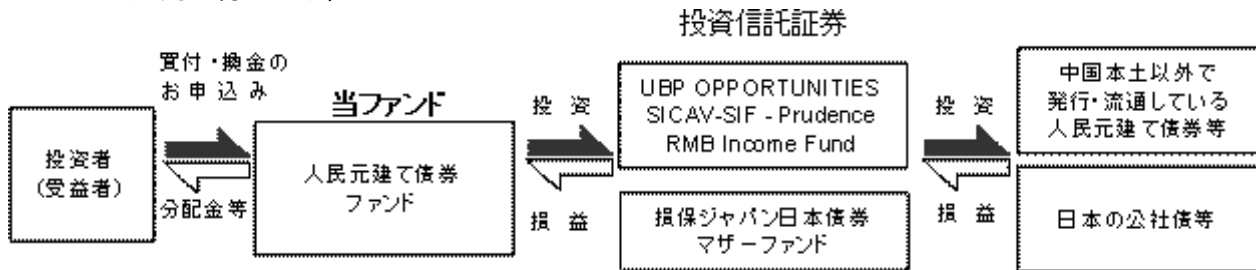 投資信託証券
買付・換金の
お申込み
当ファンド
投資者
(受益者)
分配金等
人民元建て債券
ファンド
投 資
損 益
UBP OPPORTUNITIES
SICAV-SIF - Prudence
RMB Income Fund
損保ジャパン日本債券
マザーファンド
投 資
損 益
中国本土以外で
発行・流通している
人民元建て債券等
日本の公社債等